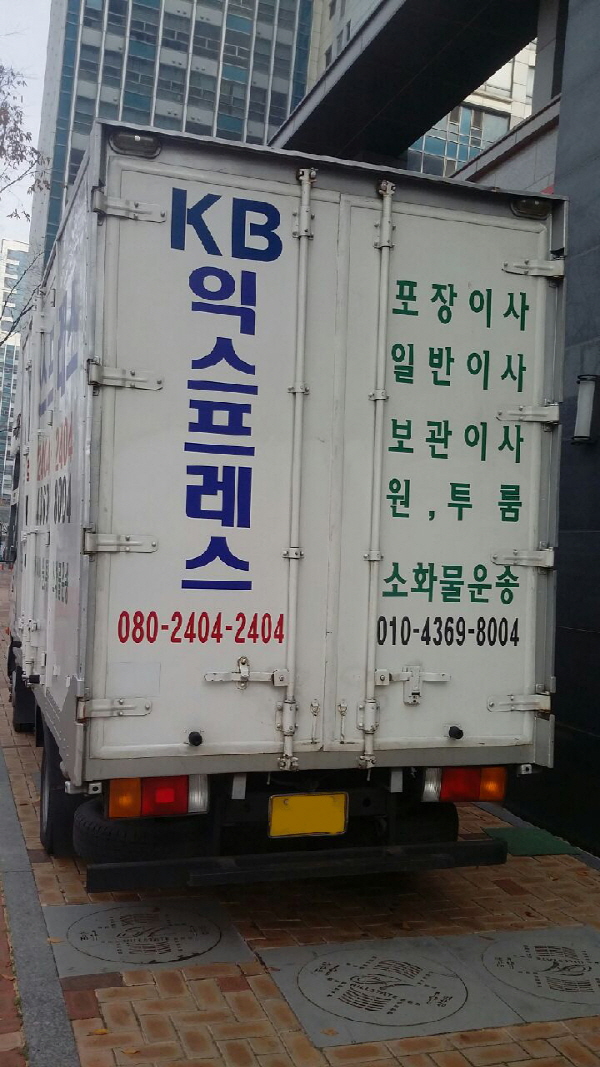 KB
익스프레스
080-2404-2404
포장이사
일반이사
보관이사
원, 투 룸
소화물운송
010-4369-8004